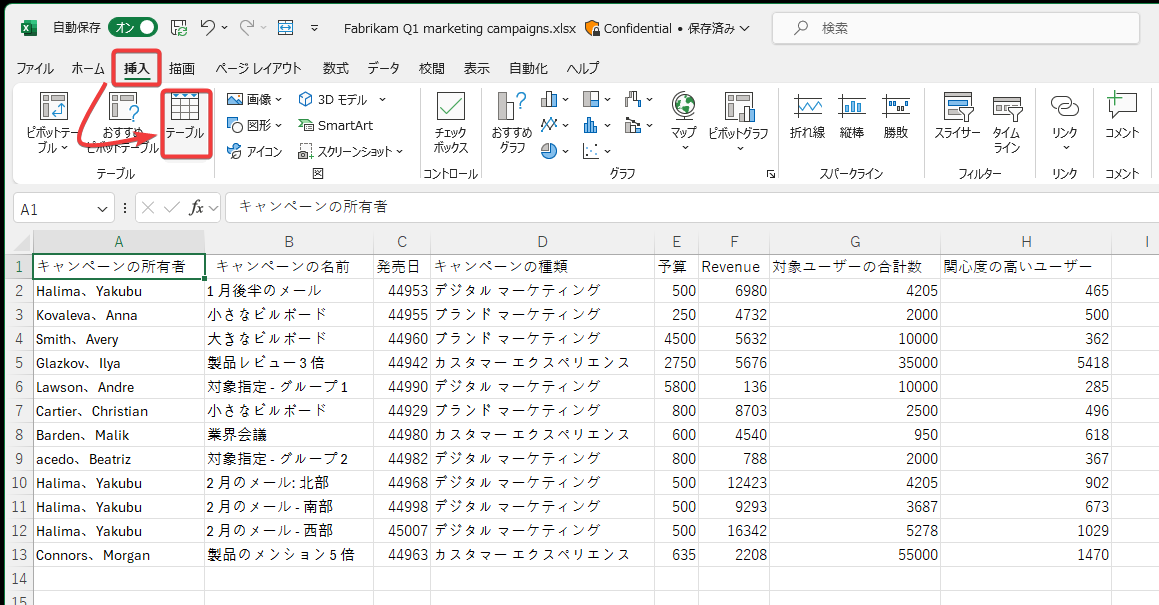 自動保存 オン Fabrikam Q1 marketing campaigns.xlsx Confidential • 保存済み 検索
ファイル ホーム 挿入 描画 ページ レイアウト 数式 データ 校閲 表示 自動化 ヘルプ
ピボットテーブル おすすめピボットテーブル テーブル
画像 図形 アイコン
3D モデル SmartArt スクリーンショット
チェック ボックス
おすすめ グラフ
マップ ピボットグラフ
折れ線 縦棒 勝敗
スライサー タイム ライン
リンク コメント
テーブル 図 コントロール グラフ スパークライン フィルター リンク コメント
A1 fx キャンペーンの所有者
A B C D E F G H I
1 キャンペーンの所有者 キャンペーンの名前 発売日 キャンペーンの種類 予算 Revenue 対象ユーザーの合計数 関心度の高いユーザー
2 Halima、Yakubu 1 月後半のメール 44953 デジタル マーケティング 500 6980 4205 465
3 Kovaleva、Anna 小さなビルボード 44955 ブランド マーケティング 250 4732 2000 500
4 Smith、Avery 大きなビルボード 44960 ブランド マーケティング 4500 5632 10000 362
5 Glazkov、Ilya 製品レビュー 3 倍 44942 カスタマー エクスペリエンス 2750 5676 35000 5418
6 Lawson、Andre 対象指定 - グループ 1 44990 デジタル マーケティング 5800 136 10000 285
7 Cartier、Christian 小さなビルボード 44929 ブランド マーケティング 800 8703 2500 496
8 Barden、Malik 業界会議 44980 カスタマー エクスペリエンス 600 4540 950 618
9 acedo、Beatriz 対象指定 - グループ 2 44982 デジタル マーケティング 800 788 2000 367
10 Halima、Yakubu 2 月のメール: 北部 44968 デジタル マーケティング 500 12423 4205 902
11 Halima、Yakubu 2 月のメール - 南部 44998 デジタル マーケティング 500 9293 3687 673
12 Halima、Yakubu 2 月のメール - 西部 45007 デジタル マーケティング 500 16342 5278 1029
13 Connors、Morgan 製品のメンション 5 倍 44963 カスタマー エクスペリエンス 635 2208 55000 1470
14
15